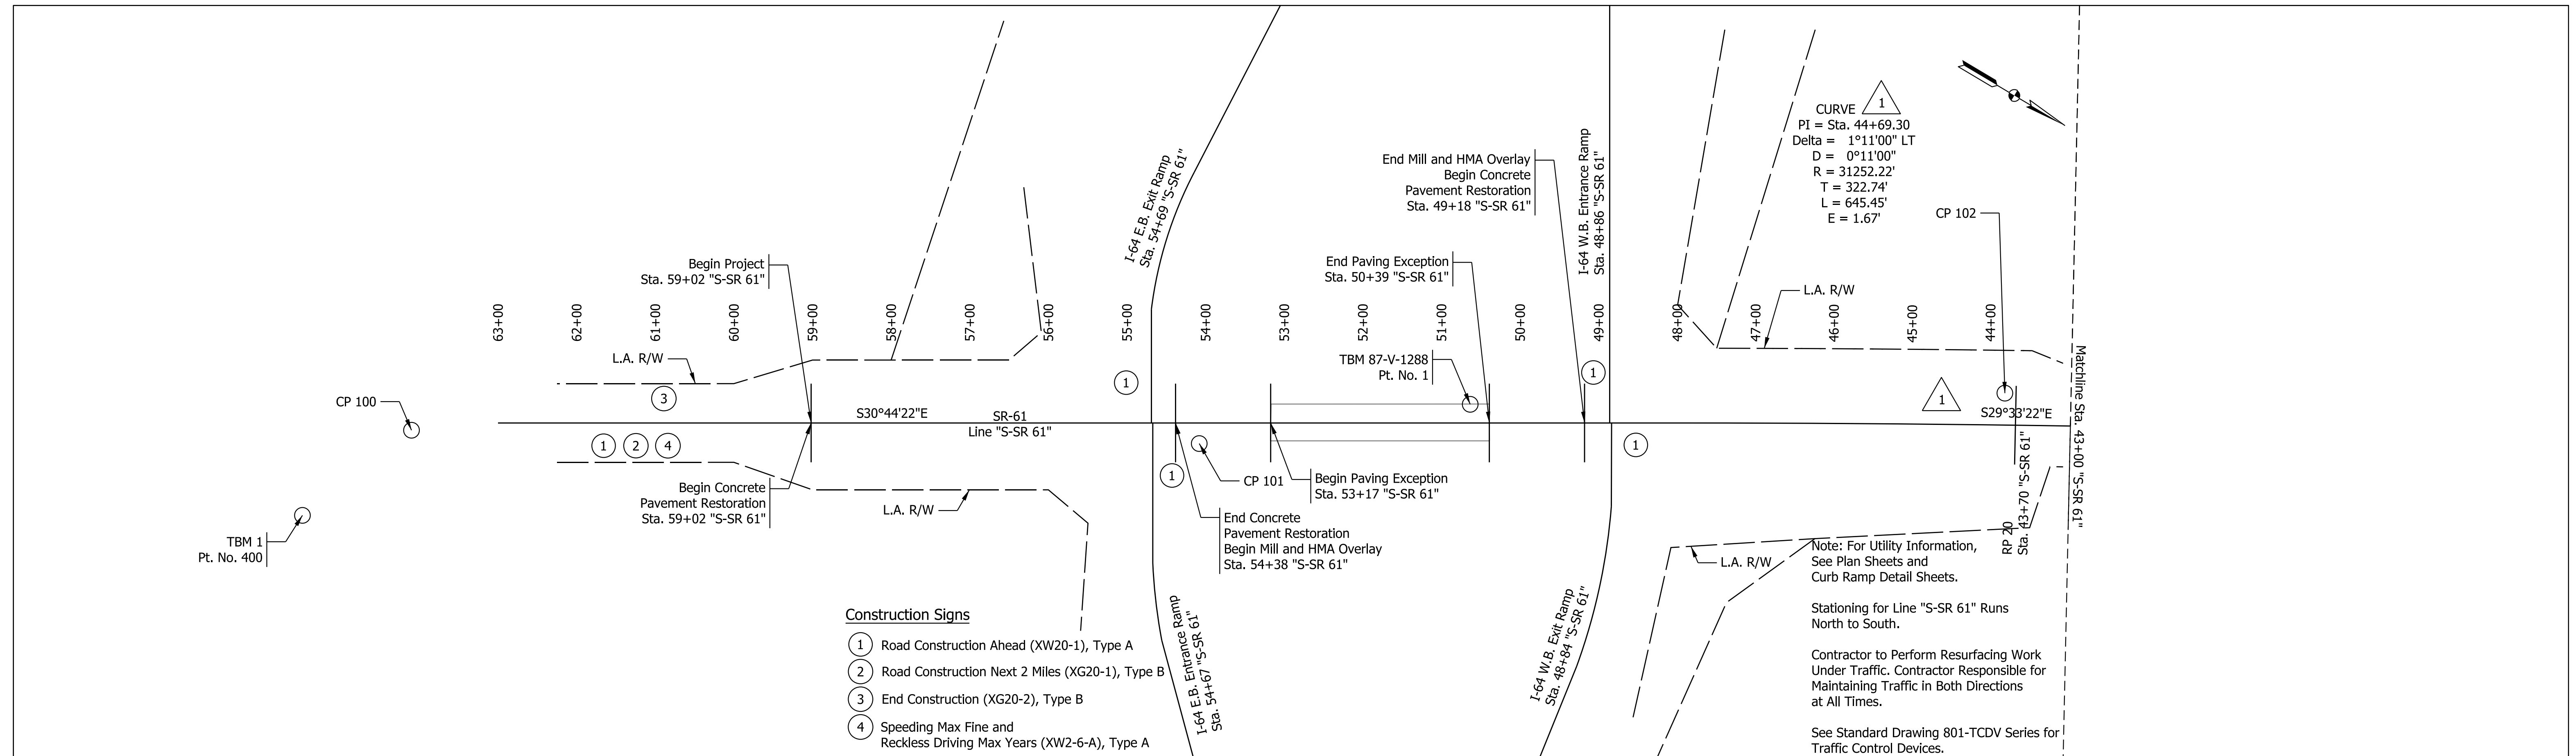 CURVE
1
PI = Sta. 44+69.30
Delta = 1°11'00" LT
D = 0°11'00"
R = 31252.22'
T = 322.74'
L = 645.45'
E = 1.67'
I-64 E.B. Exit Ramp
Sta. 54+69 "S-SR 61"
End Mill and HMA Overlay
Begin Concrete
Pavement Restoration
Sta. 49+18 "S-SR 61"
I-64 W.B. Entrance Ramp
Sta. 48+86 "S-SR 61"
CP 102
Begin Project
Sta. 59+02 "S-SR 61"
End Paving Exception
Sta. 50+39 "S-SR 61"
L.A. R/W
63+00
62+00
61+00
60+00
59+00
58+00
57+00
56+00
55+00
54+00
53+00
52+00
51+00
50+00
49+00
48+00
47+00
46+00
45+00
44+00
L.A. R/W
TBM 87-V-1288
Pt. No. 1
Matchline Sta. 43+00 "S-SR 61"
CP 100
3
1
1
1
S30°44'22"E
SR-61
Line "S-SR 61"
S29°33'22"E
1
2
4
1
1
Begin Concrete
Pavement Restoration
Sta. 59+02 "S-SR 61"
L.A. R/W
CP 101
Begin Paving Exception
Sta. 53+17 "S-SR 61"
End Concrete
Pavement Restoration
Begin Mill and HMA Overlay
Sta. 54+38 "S-SR 61"
RP 20
Sta. 43+70 "S-SR 61"
TBM 1
Pt. No. 400
L.A. R/W
I-64 E.B. Entrance Ramp
Sta. 54+67 "S-SR 61"
I-64 W.B. Exit Ramp
Sta. 48+84 "S-SR 61"
Construction Signs
1 Road Construction Ahead (XW20-1), Type A
2 Road Construction Next 2 Miles (XG20-1), Type B
3 End Construction (XG20-2), Type B
4 Speeding Max Fine and
Reckless Driving Max Years (XW2-6-A), Type A
Note: For Utility Information,
See Plan Sheets and
Curb Ramp Detail Sheets.
Stationing for Line "S-SR 61" Runs
North to South.
Contractor to Perform Resurfacing Work
Under Traffic. Contractor Responsible for
Maintaining Traffic in Both Directions
at All Times.
See Standard Drawing 801-TCDV Series for
Traffic Control Devices.